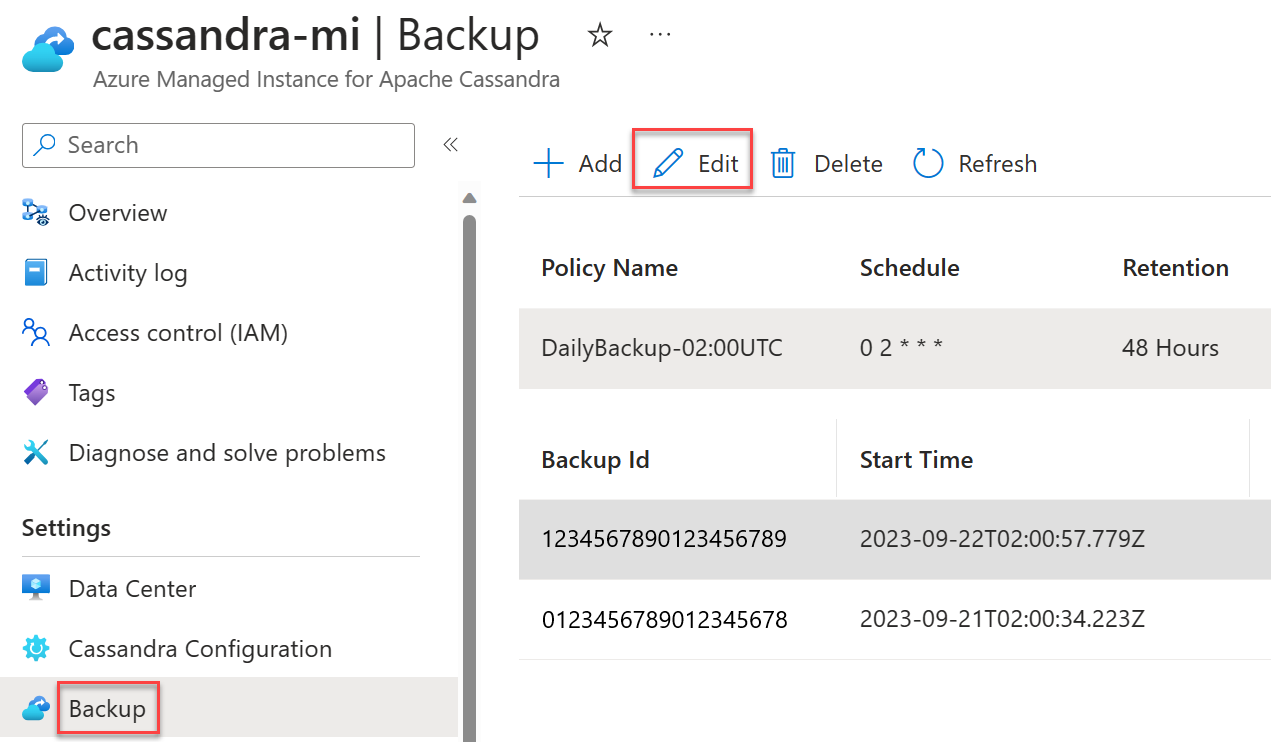 cassandra-mi | Backup
Azure Managed Instance for Apache Cassandra
Search
Overview
Activity log
Access control (IAM)
Tags
Diagnose and solve problems
Settings
Data Center
Cassandra Configuration
Backup
Add Edit Delete Refresh
Policy Name Schedule Retention
DailyBackup-02:00UTC 0 2 * * * 48 Hours
Backup Id Start Time
1234567890123456789 2023-09-22T02:00:57.779Z
0123456789012345678 2023-09-21T02:00:34.223Z